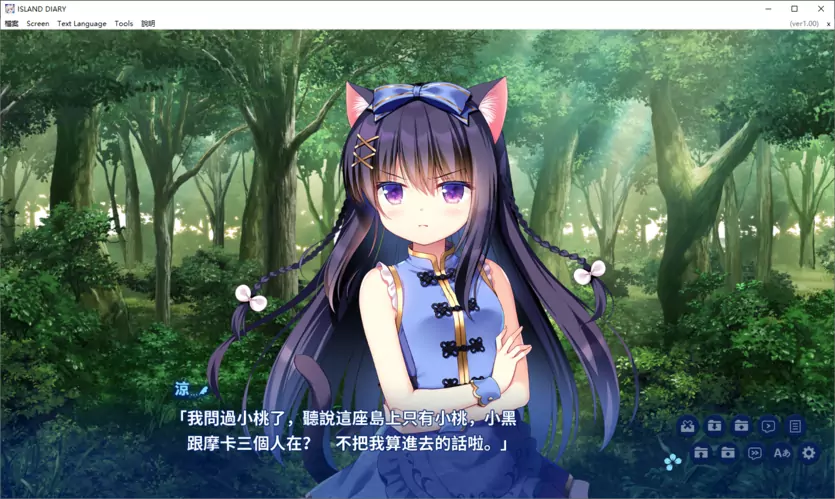 ISLAND DIARY
檔案 Screen Text Language Tools 說明 (ver1.00) x
涼
「我問過小桃了，聽說這座島上只有小桃，小黑
跟摩卡三個人在？　不把我算進去的話啦。」
Aあ